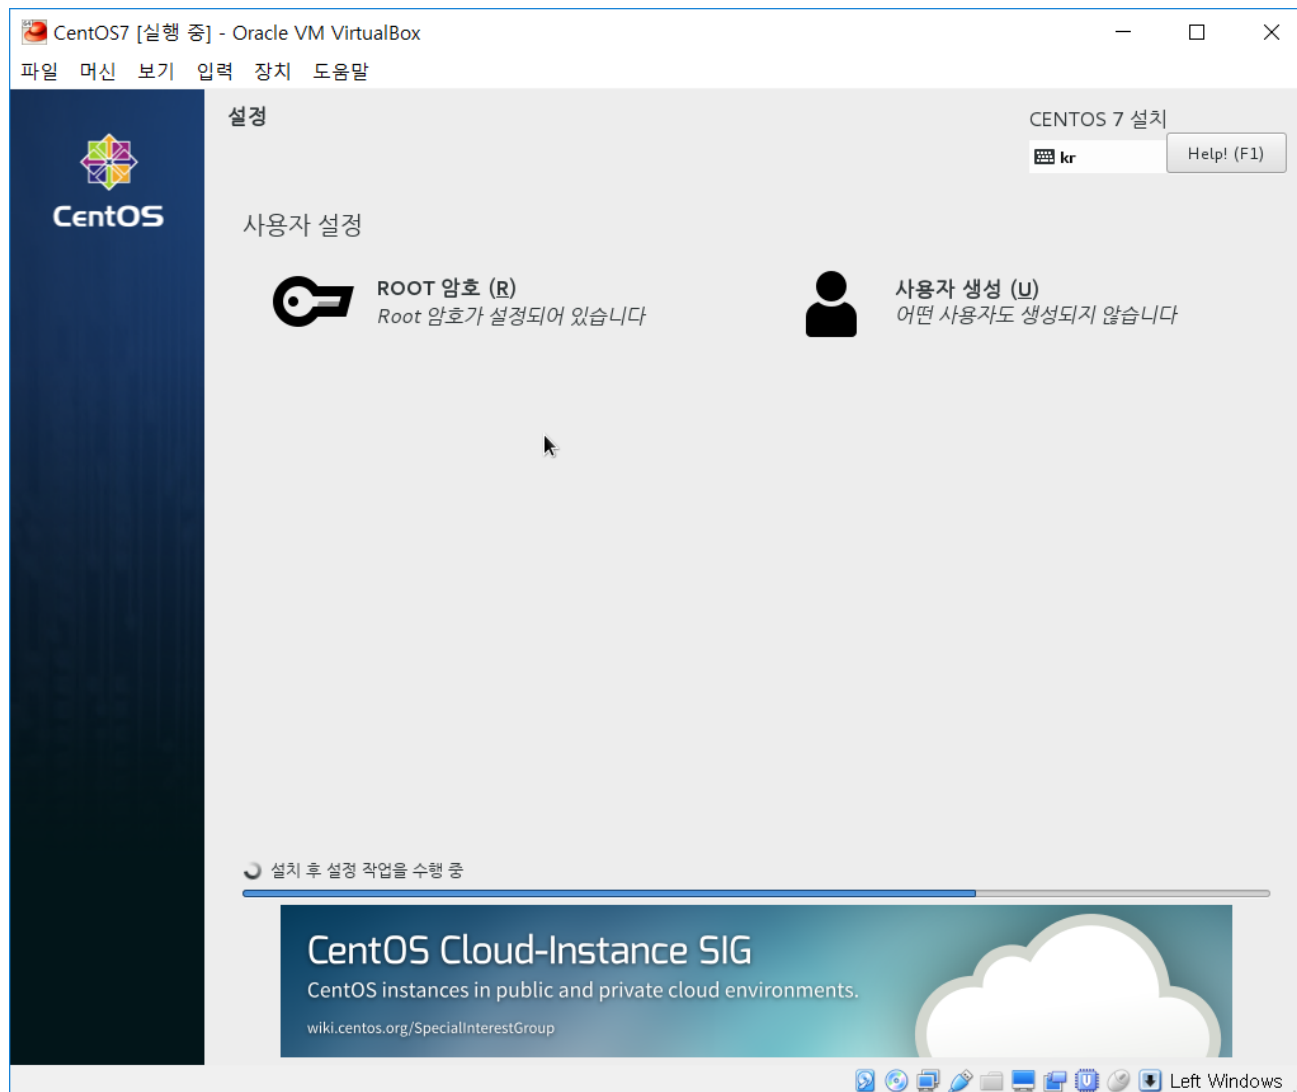 CentOS7 [실행 중] - Oracle VM VirtualBox
파일 머신 보기 입력 장치 도움말
CentOS
설정
CENTOS 7 설치
kr
Help! (F1)
사용자 설정
ROOT 암호 (R)
Root 암호가 설정되어 있습니다
사용자 생성 (U)
어떤 사용자도 생성되지 않습니다
설치 후 설정 작업을 수행 중
CentOS Cloud-Instance SIG
CentOS instances in public and private cloud environments.
wiki.centos.org/SpecialInterestGroup
Left Windows